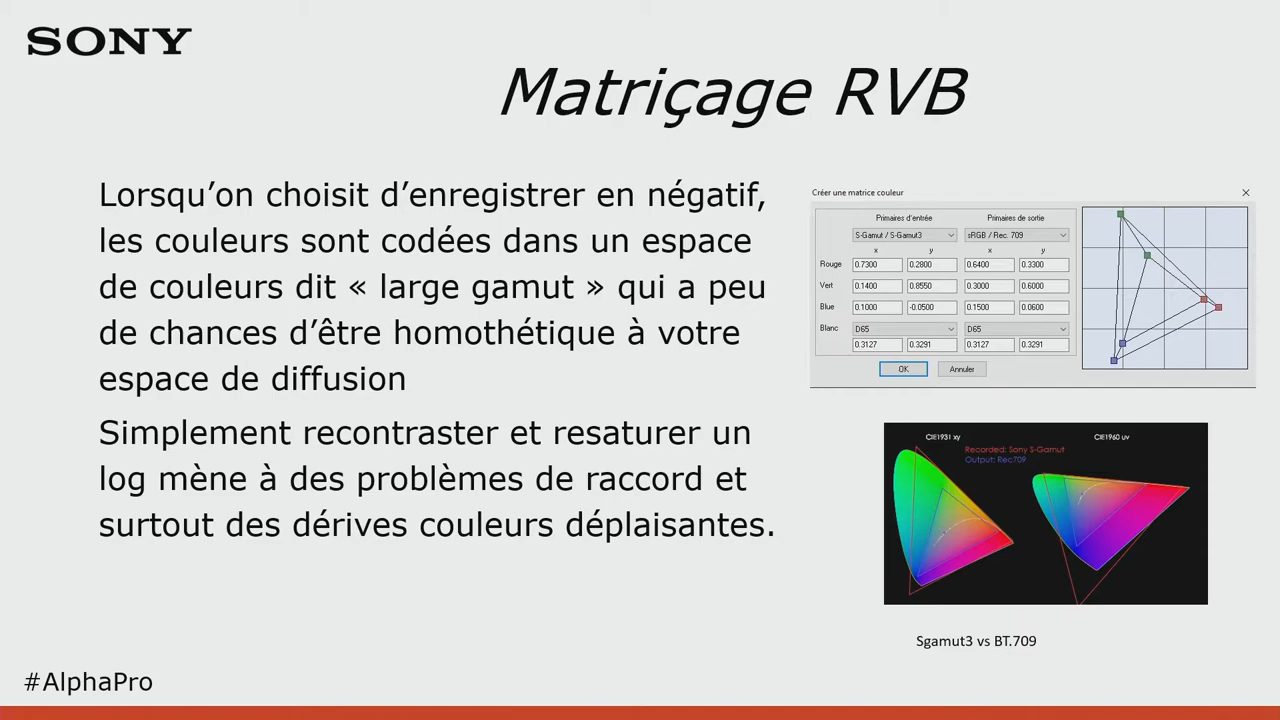 SONY
Matriçage RVB
Lorsqu’on choisit d’enregistrer en négatif,
les couleurs sont codées dans un espace
de couleurs dit « large gamut » qui a peu
de chances d’être homothétique à votre
espace de diffusion
Simplement recontraster et resaturer un
log mène à des problèmes de raccord et
surtout des dérives couleurs déplaisantes.
Créer une matrice couleur
Primaires d'entrée Primaires de sortie
S-Gamut / S-Gamut3 sRGB / Rec. 709
x y x y
Rouge 0.7300 0.2800 0.6400 0.3300
Vert 0.1400 0.8550 0.3000 0.6000
Blue 0.1000 -0.0500 0.1500 0.0600
Blanc D65 D65
0.3127 0.3291 0.3127 0.3291
OK Annuler
CIE1931 xy CIE1960 uv
Recorded: Sony S-Gamut
Output: Rec709
Sgamut3 vs BT.709
#AlphaPro